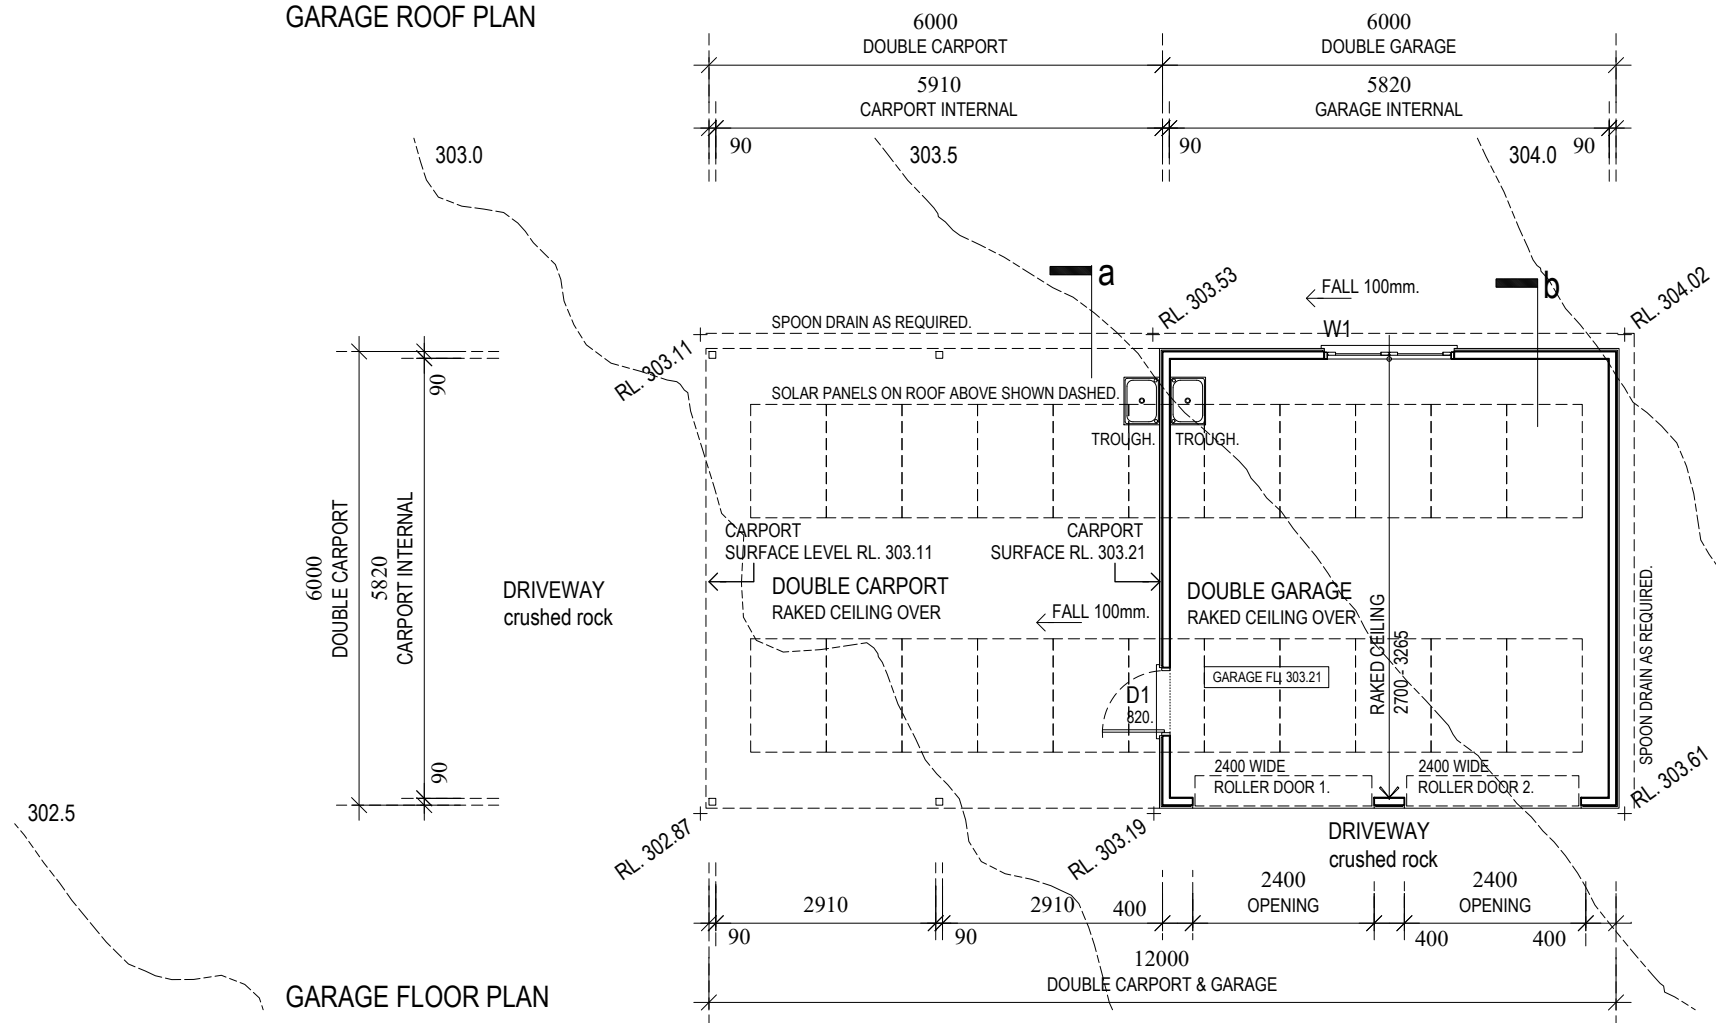 GARAGE ROOF PLAN
6000
DOUBLE CARPORT
6000
DOUBLE GARAGE
5910
CARPORT INTERNAL
5820
GARAGE INTERNAL
90
90
90
303.0
303.5
304.0
a
b
RL. 303.53
FALL 100mm.
RL. 304.02
SPOON DRAIN AS REQUIRED.
W1
RL. 303.11
90
SOLAR PANELS ON ROOF ABOVE SHOWN DASHED.
TROUGH.
TROUGH.
6000
DOUBLE CARPORT
5820
CARPORT INTERNAL
CARPORT
SURFACE LEVEL RL. 303.11
CARPORT
SURFACE RL. 303.21
DRIVEWAY
crushed rock
DOUBLE CARPORT
RAKED CEILING OVER
DOUBLE GARAGE
RAKED CEILING OVER
FALL 100mm.
RAKED CEILING
2700 - 3265
SPOON DRAIN AS REQUIRED.
GARAGE FL. 303.21
D1
820.
90
2400 WIDE
ROLLER DOOR 1.
2400 WIDE
ROLLER DOOR 2.
RL. 303.61
302.5
RL. 302.87
RL. 303.19
DRIVEWAY
crushed rock
2910
2910
400
2400
OPENING
2400
OPENING
90
90
400
400
12000
DOUBLE CARPORT & GARAGE
GARAGE FLOOR PLAN